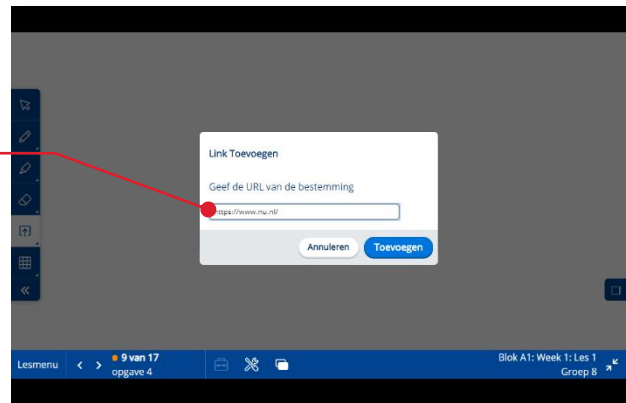 Link Toevoegen
Geef de URL van de bestemming
https://www.nu.nl/
Annuleren Toevoegen
Lesmenu
9 van 17
opgave 4
Blok A1: Week 1: Les 1
Groep 8